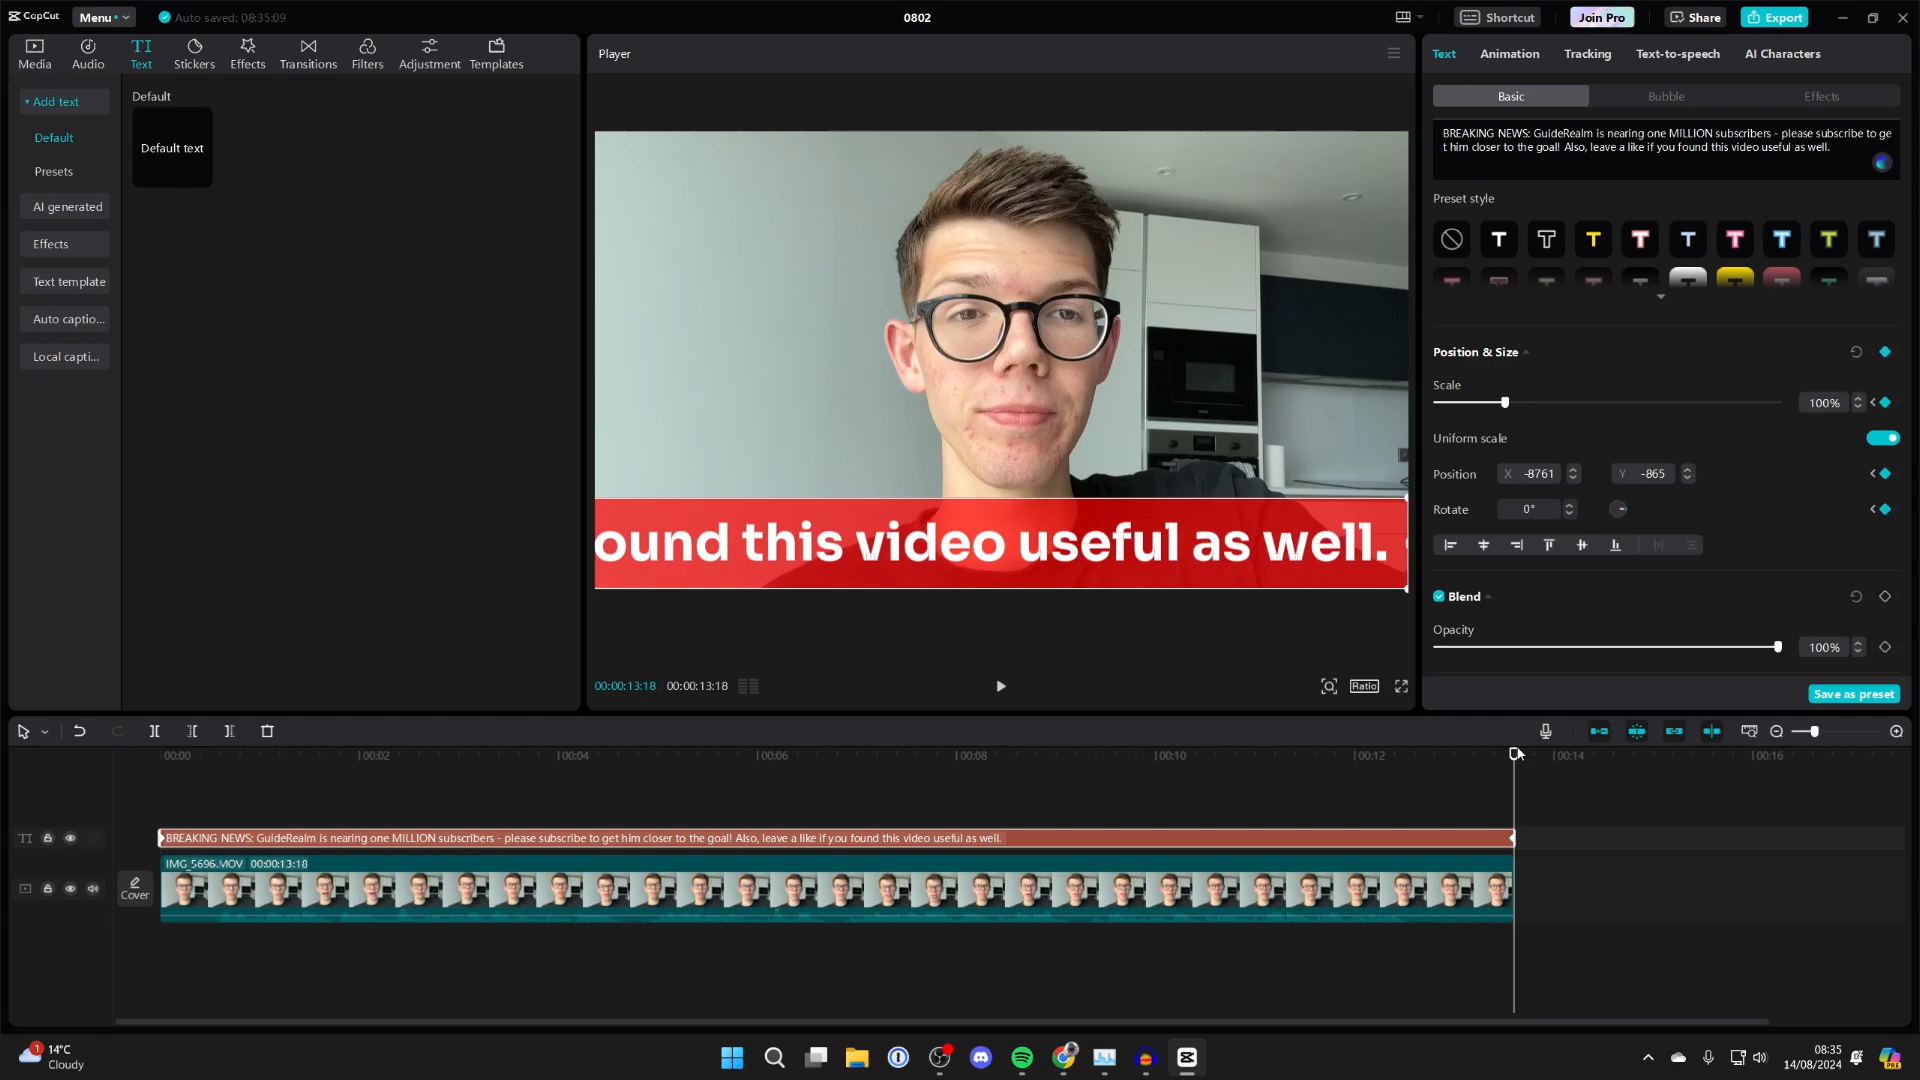 CapCut
Menu
Auto saved: 08:35:09
0802
Shortcut
Join Pro
Share
Export
Media
Audio
TI
Text
Stickers
Effects
Transitions
Filters
Adjustment
Templates
Add text
Default
Presets
AI generated
Effects
Text template
Auto captio...
Local capti...
Default
Default text
Player
ound this video useful as well.
00:00:13:18
00:00:13:18
Ratio
Text
Animation
Tracking
Text-to-speech
AI Characters
Basic
Bubble
Effects
BREAKING NEWS: GuideRealm is nearing one MILLION subscribers - please subscribe to ge
t him closer to the goal! Also, leave a like if you found this video useful as well.
Preset style
T T T T T T T T T
Position & Size
Scale
100%
Uniform scale
Position
X -8761
Y -865
Rotate
0°
Blend
Opacity
100%
Save as preset
00:00
00:02
00:04
00:06
00:08
00:10
00:12
00:14
00:16
TI
BREAKING NEWS: GuideRealm is nearing one MILLION subscribers - please subscribe to get him closer to the goal! Also, leave a like if you found this video useful as well.
Cover
IMG_5696.MOV 00:00:13:18
1
14°C
Cloudy
08:35
14/08/2024
PRE